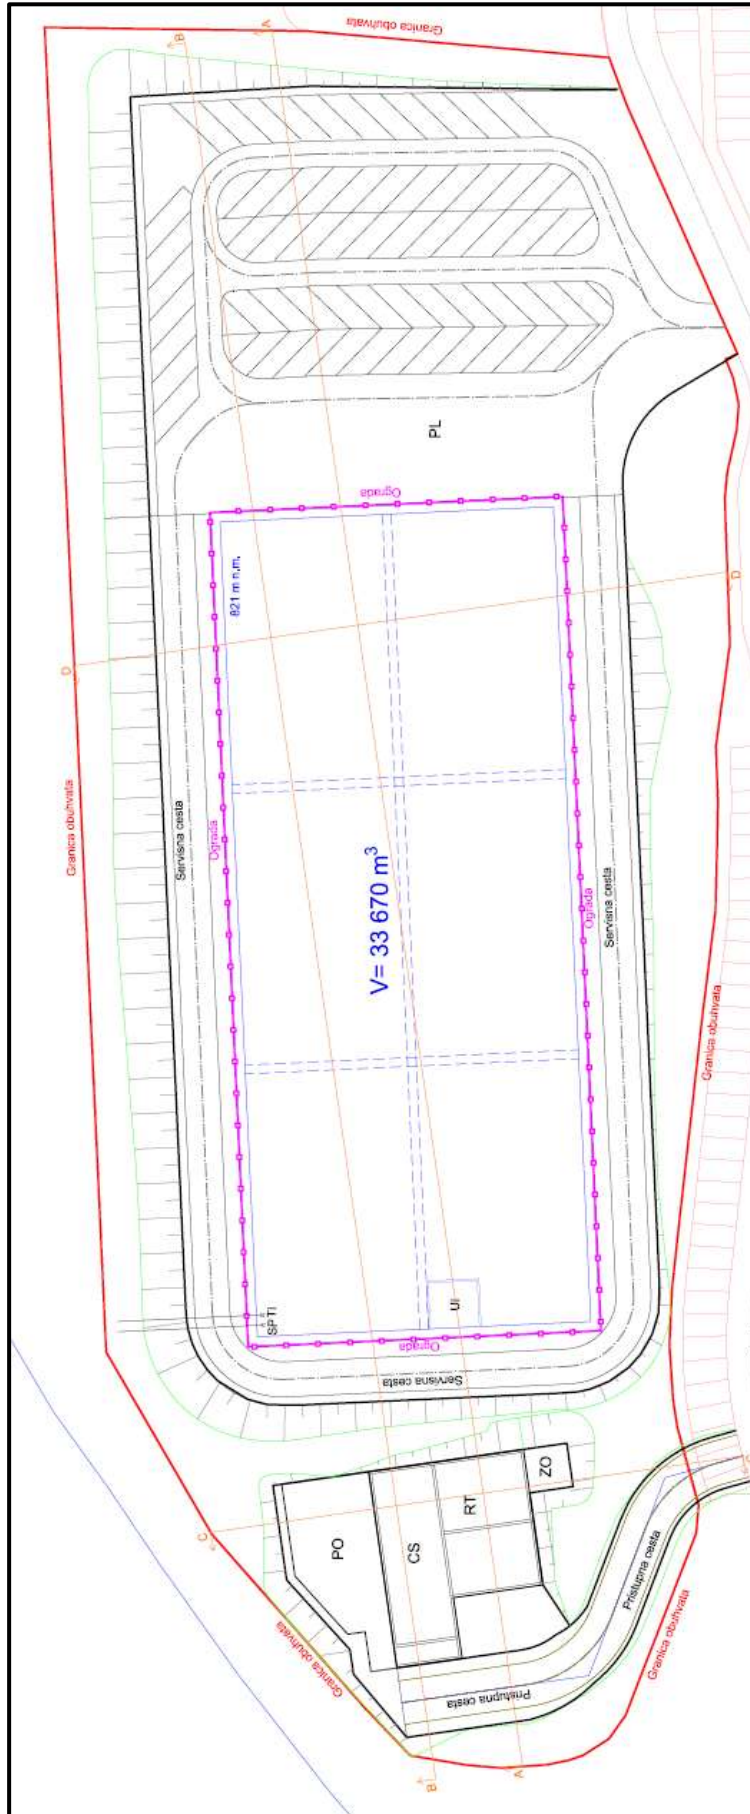 Granica obuhvata
B
A
PL
Ograda
821 m n.m.
D
D
Granica obuhvata
Servisna cesta
Ograda
V= 33 670 m³
Ograda
Servisna cesta
Granica obuhvata
SPTI
UI
Ograda
Servisna cesta
C
PO
CS
RT
ZO
C
Pristupna cesta
Granica obuhvata
Granica obuhvata
Pristupna cesta
B
A